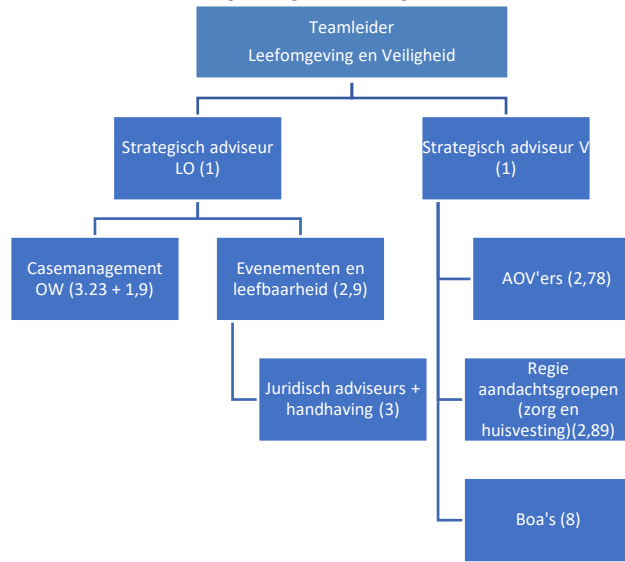 Teamleider
Leefomgeving en Veiligheid
Strategisch adviseur
LO (1)
Strategisch adviseur V
(1)
Casemanagement
OW (3.23 + 1,9)
Evenementen en
leefbaarheid (2,9)
Juridisch adviseurs +
handhaving (3)
AOV'ers (2,78)
Regie
aandachtsgroepen
(zorg en
huisvesting)(2,89)
Boa's (8)